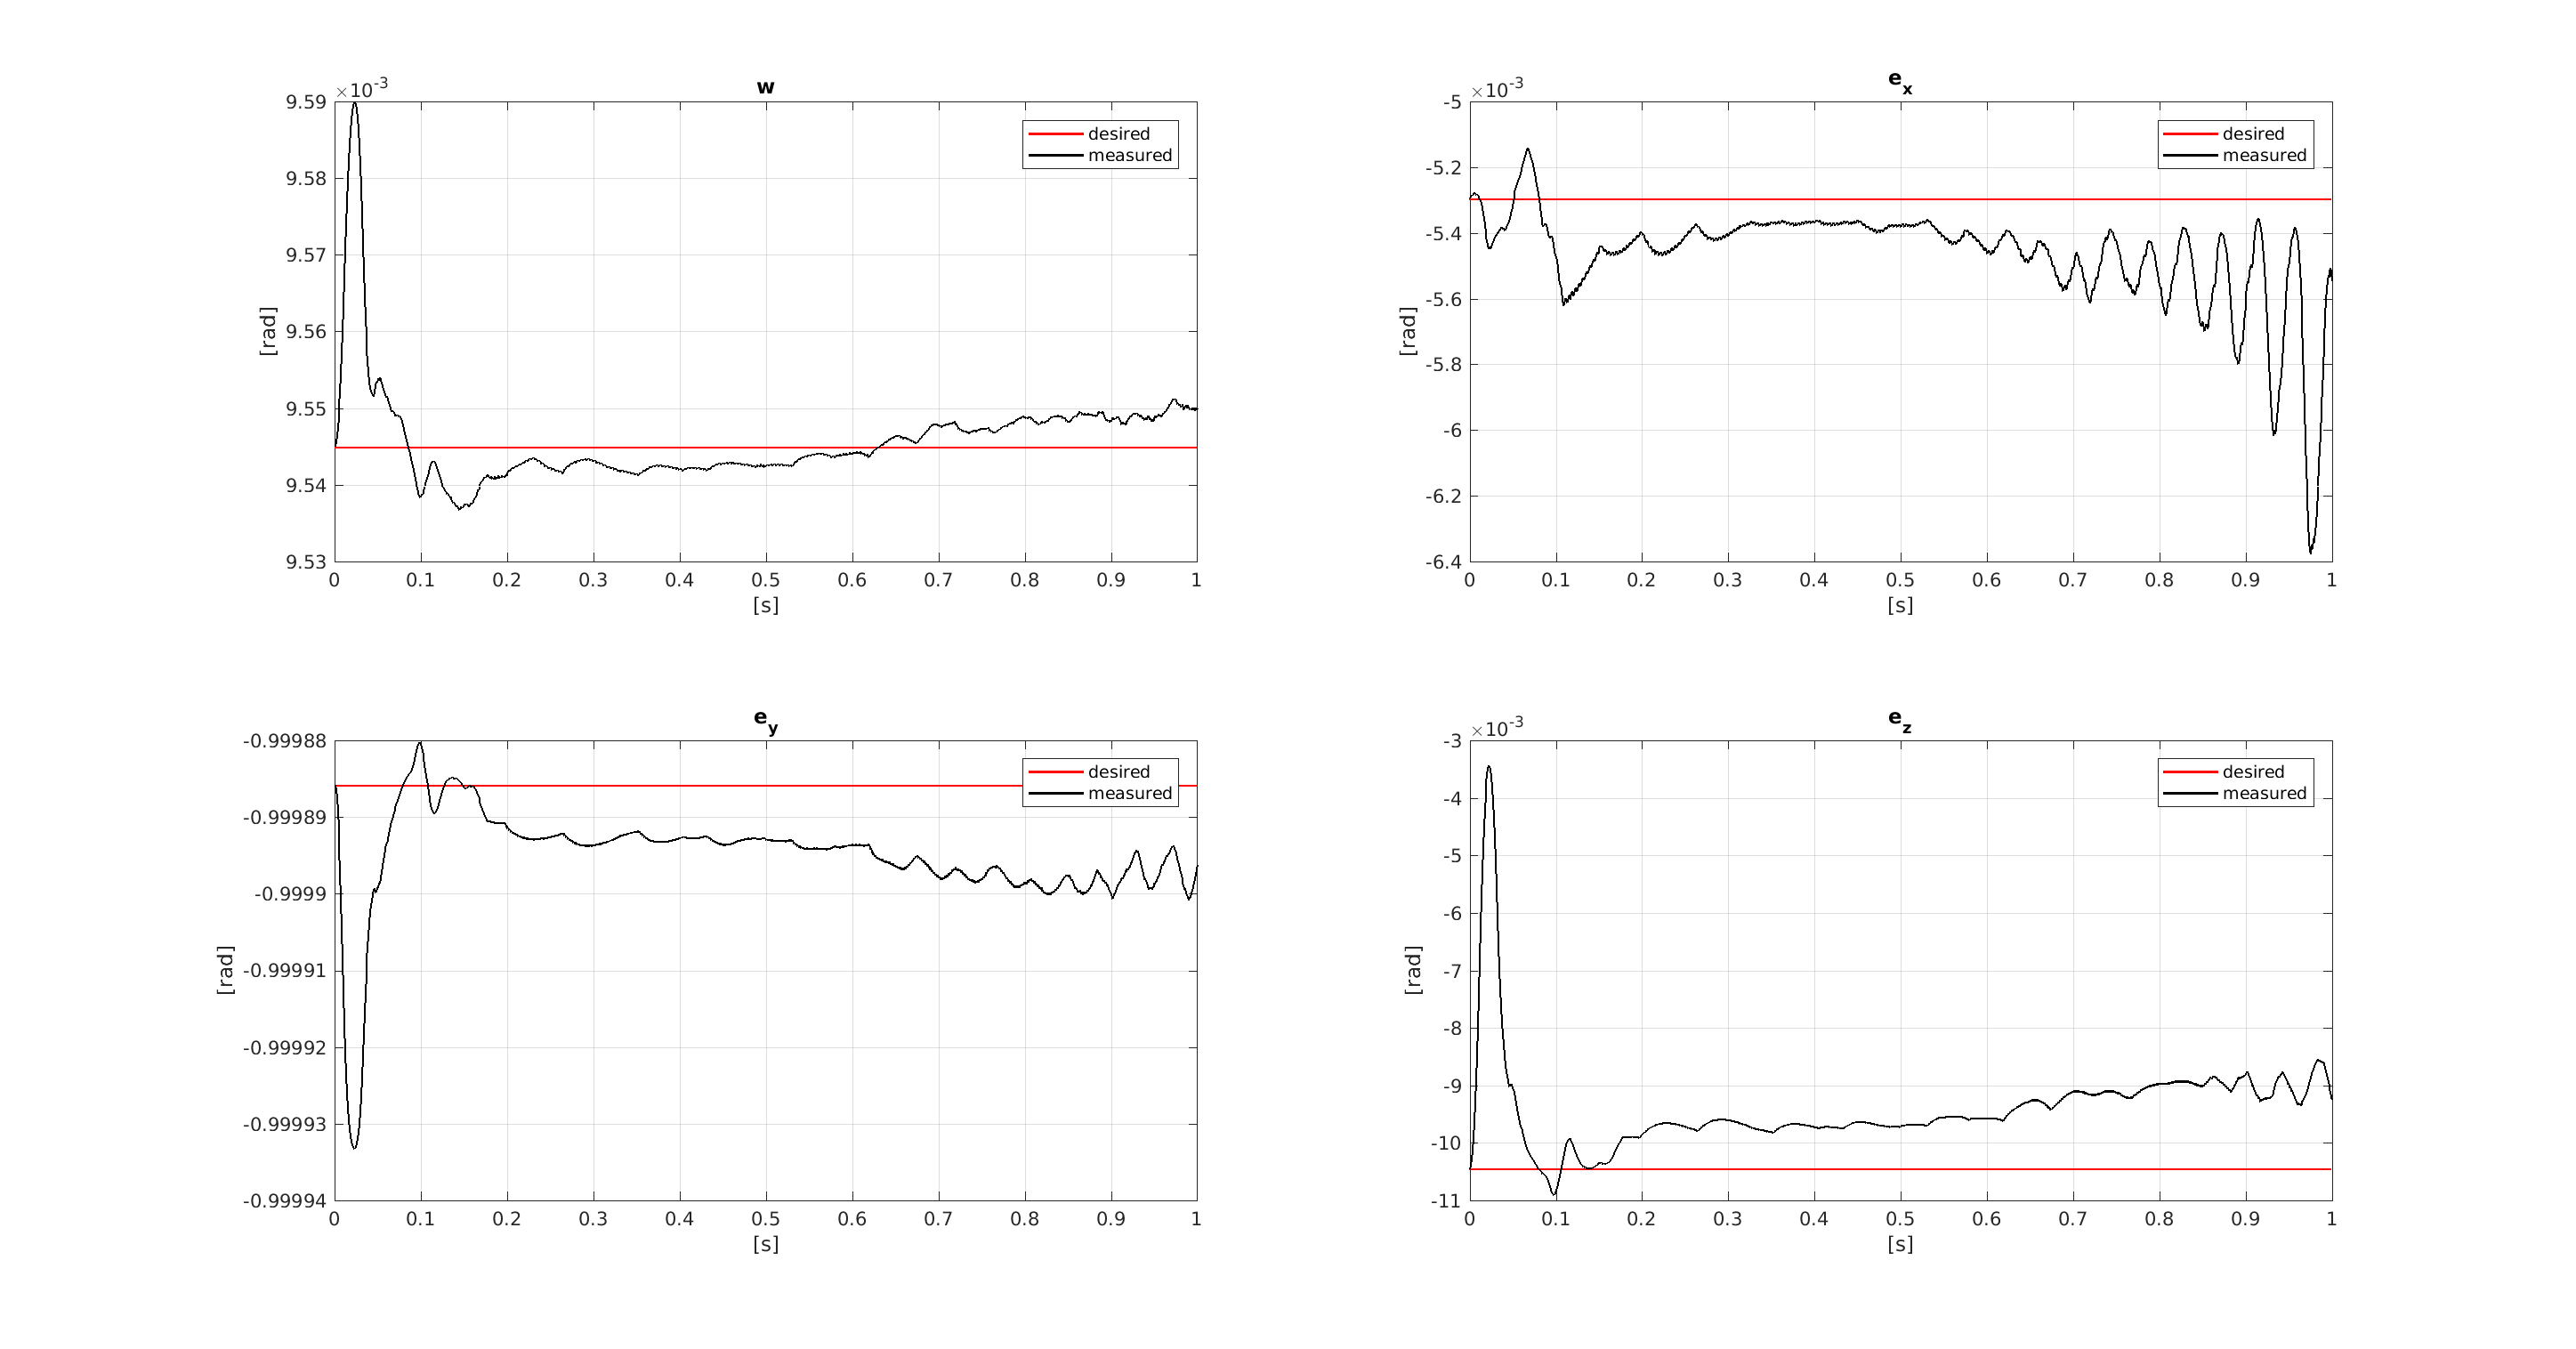 w
×10-3
9.59
9.58
9.57
9.56
9.55
9.54
9.53
[rad]
desired
measured
0 0.1 0.2 0.3 0.4 0.5 0.6 0.7 0.8 0.9 1
[s]
ex
×10-3
-5
-5.2
-5.4
-5.6
-5.8
-6
-6.2
-6.4
[rad]
desired
measured
0 0.1 0.2 0.3 0.4 0.5 0.6 0.7 0.8 0.9 1
[s]
ey
-0.99988
-0.99989
-0.9999
-0.99991
-0.99992
-0.99993
-0.99994
[rad]
desired
measured
0 0.1 0.2 0.3 0.4 0.5 0.6 0.7 0.8 0.9 1
[s]
ez
×10-3
-3
-4
-5
-6
-7
-8
-9
-10
-11
[rad]
desired
measured
0 0.1 0.2 0.3 0.4 0.5 0.6 0.7 0.8 0.9 1
[s]